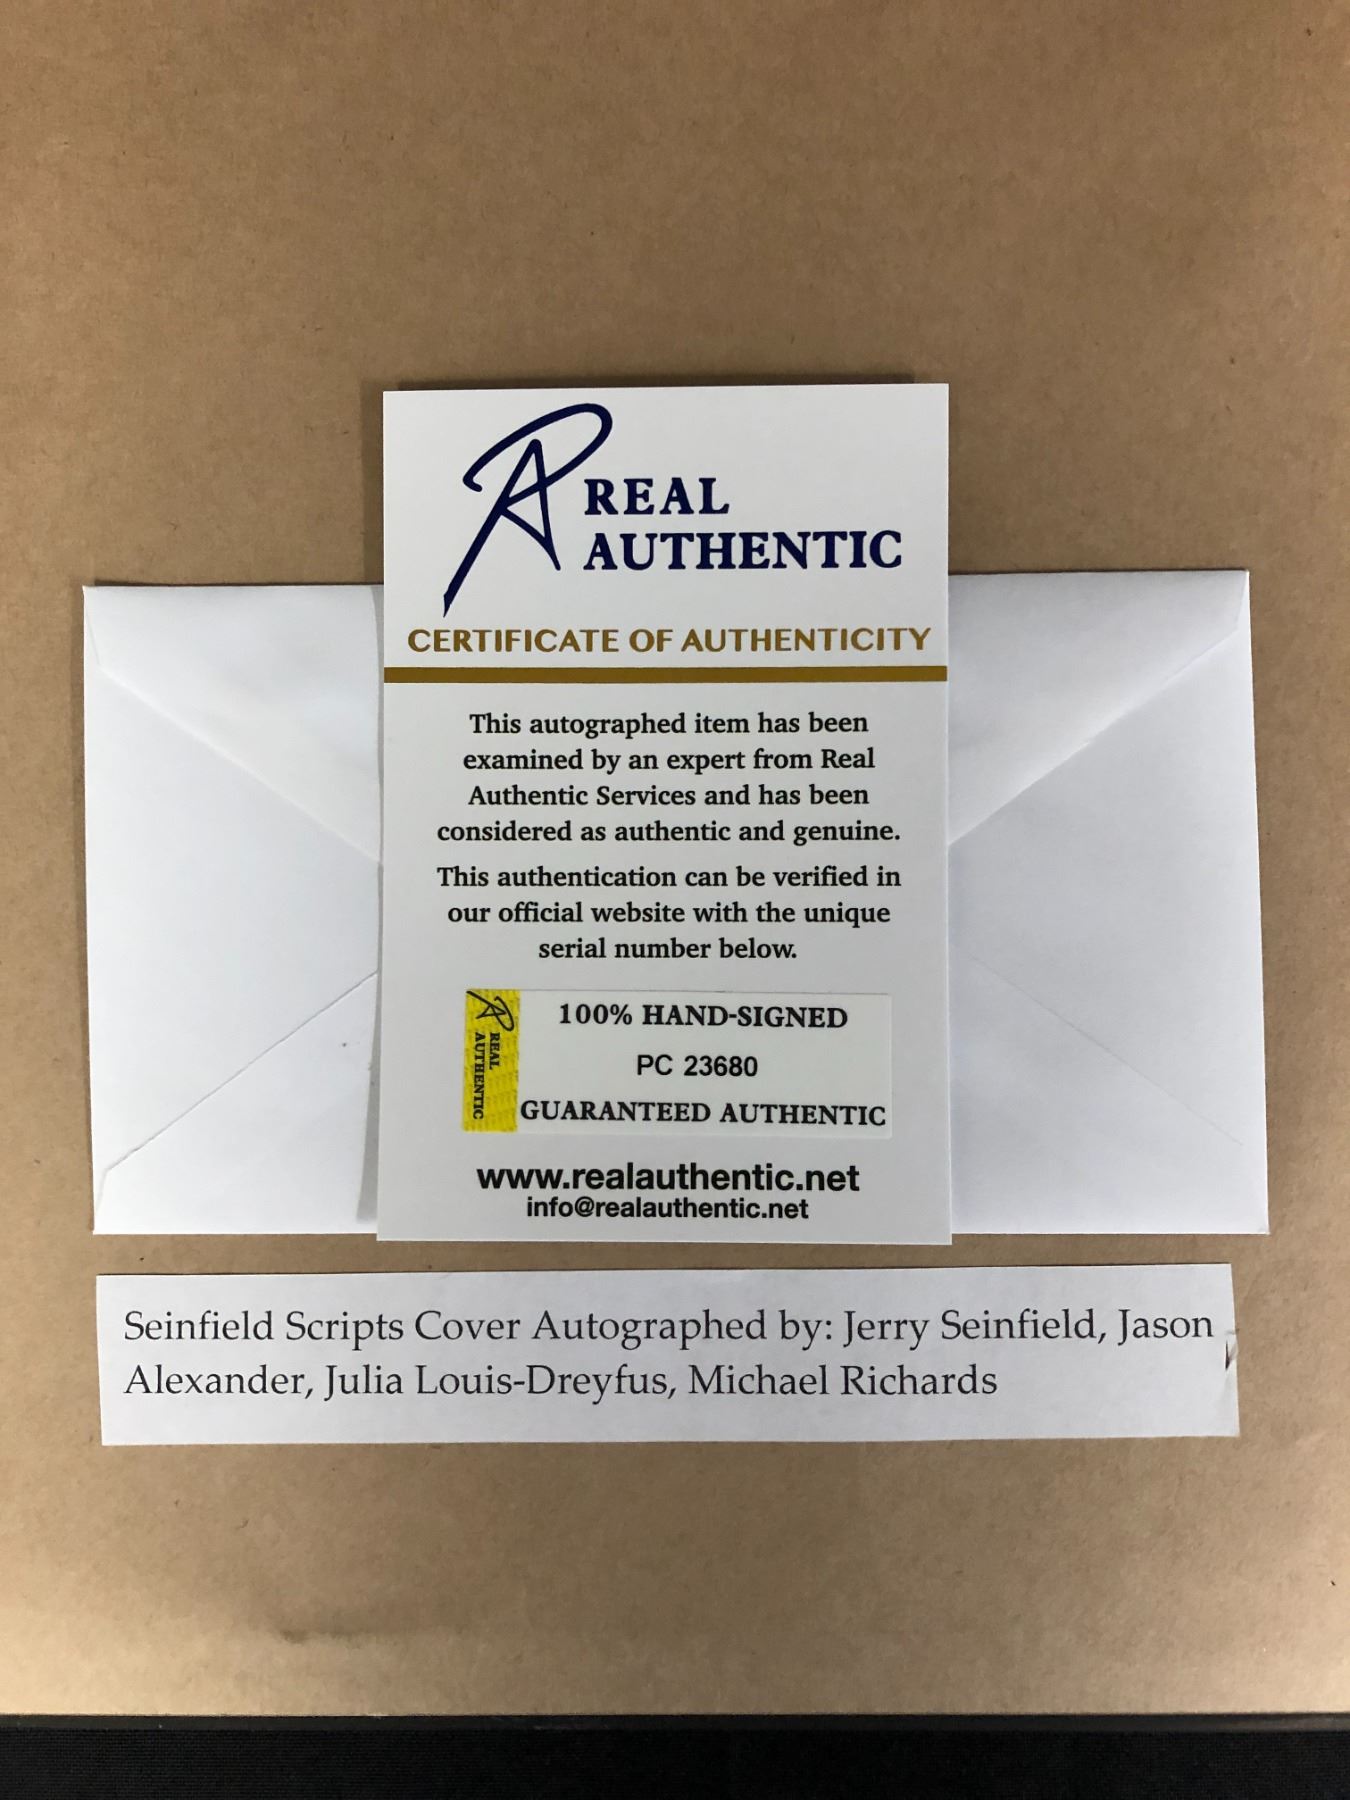 REAL
AUTHENTIC
CERTIFICATE OF AUTHENTICITY
This autographed item has been
examined by an expert from Real
Authentic Services and has been
considered as authentic and genuine.
This authentication can be verified in
our official website with the unique
serial number below.
REAL
AUTHENTIC
100% HAND-SIGNED
PC 23680
GUARANTEED AUTHENTIC
www.realauthentic.net
info@realauthentic.net
Seinfield Scripts Cover Autographed by: Jerry Seinfield, Jason
Alexander, Julia Louis-Dreyfus, Michael Richards